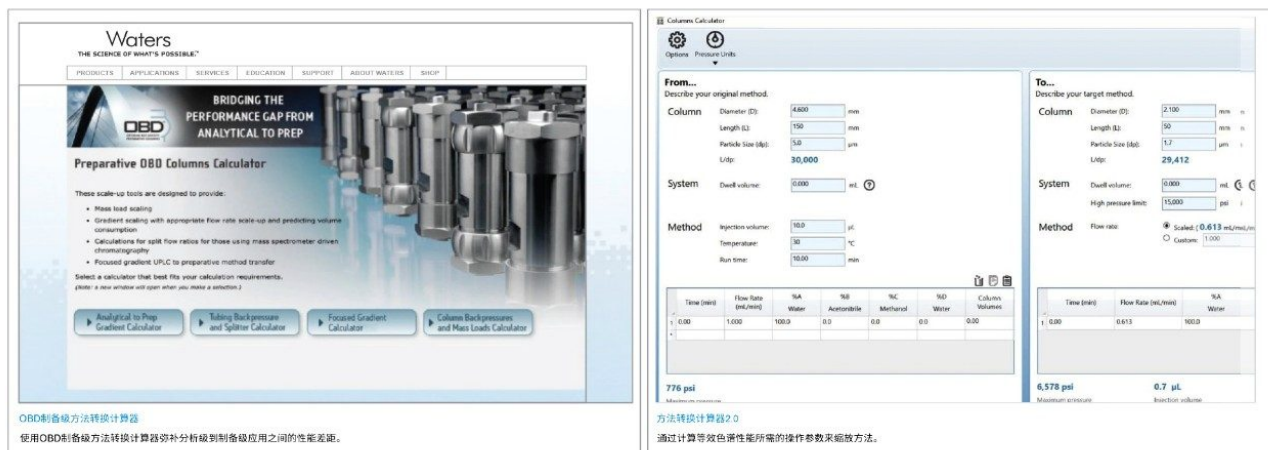 Waters
THE SCIENCE OF WHAT'S POSSIBLE.™
PRODUCTS APPLICATIONS SERVICES EDUCATION SUPPORT ABOUT WATERS SHOP
OBD
BRIDGING THE
PERFORMANCE GAP FROM
ANALYTICAL TO PREP
Preparative OBD Columns Calculator
These scale-up tools are designed to provide:
• Mass load scaling
• Gradient scaling with appropriate flow rate scale-up and predicting volume
consumption
• Calculations for split flow ratios for those using mass spectrometer driven
chromatography
• Focused gradient UPLC to preparative method transfer
Select a calculator that best fits your calculation requirements.
(Note: a new window will open when you make a selection.)
Analytical to Prep
Gradient Calculator
Tubing Backpressure
and Splitter Calculator
Focused Gradient
Calculator
Column Backpressures
and Mass Loads Calculator
OBD制备级方法转换计算器
使用OBD制备级方法转换计算器弥补分析级到制备级应用之间的性能差距。
Columns Calculator
Options Pressure Units
From...
Describe your original method.
Column Diameter (D): 4.600 mm
Length (L): 150 mm
Particle Size (dp): 5.0 µm
L/dp: 30,000
System Dwell volume: 0.000 mL ?
Method Injection volume: 10.0 µL
Temperature: 30 °C
Run time: 10.00 min
Time (min) Flow Rate (mL/min) %A Water %B Acetonitrile %C Methanol %D Water Column Volumes
1 0.00 1.000 100.0 0.0 0.0 0.0 0.00
776 psi
Maximum pressure
To...
Describe your target method.
Column Diameter (D): 2.100 mm
Length (L): 50 mm
Particle Size (dp): 1.7 µm
L/dp: 29,412
System Dwell volume: 0.000 mL
High pressure limit: 15,000 psi
Method Flow rate: Scaled: (0.613 mL/min
Custom: 1.000
Time (min) Flow Rate (mL/min) %A Water
1 0.00 0.613 100.0
6,578 psi 0.7 µL
Maximum pressure Injection volume
方法转换计算器2.0
通过计算等效色谱性能所需的操作参数来缩放方法。